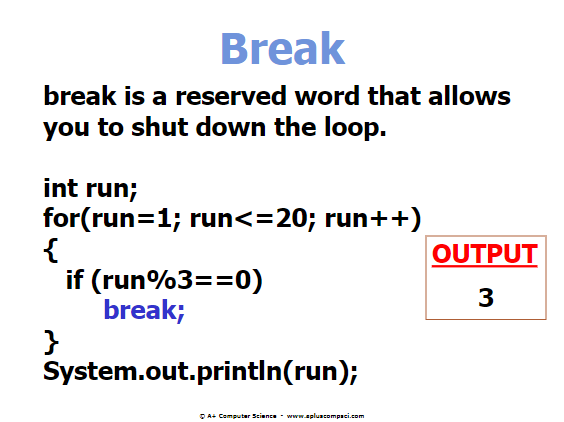 Break
break is a reserved word that allows
you to shut down the loop.
int run;
for(run=1; run<=20; run++)
{
if (run%3==0)
break;
}
System.out.println(run);
OUTPUT
3
© A+ Computer Science - www.apluscompsci.com